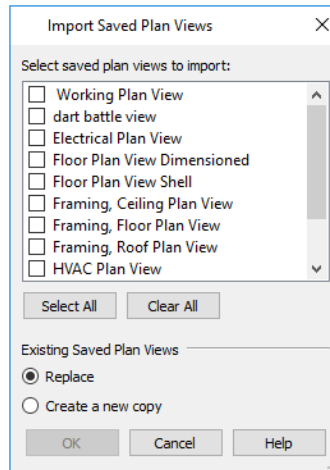 Import Saved Plan Views
Select saved plan views to import:
Working Plan View
dart battle view
Electrical Plan View
Floor Plan View Dimensioned
Floor Plan View Shell
Framing, Ceiling Plan View
Framing, Floor Plan View
Framing, Roof Plan View
HVAC Plan View
Select All Clear All
Existing Saved Plan Views
Replace
Create a new copy
OK Cancel Help